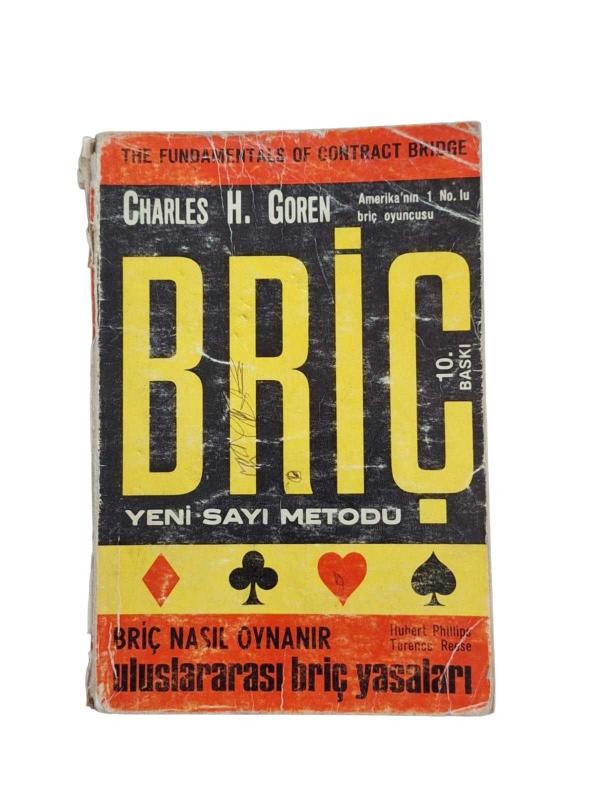 THE FUNDAMENTALS OF CONTRACT BRIDGE
CHARLES H. GOREN
Amerika'nın 1 No.lu
briç oyuncusu
BRİÇ
10.
BASKI
YENİ SAYI METODU
BRİÇ NASIL OYNANIR
Hubert Phillips
Terence Reese
uluslararası briç yasaları